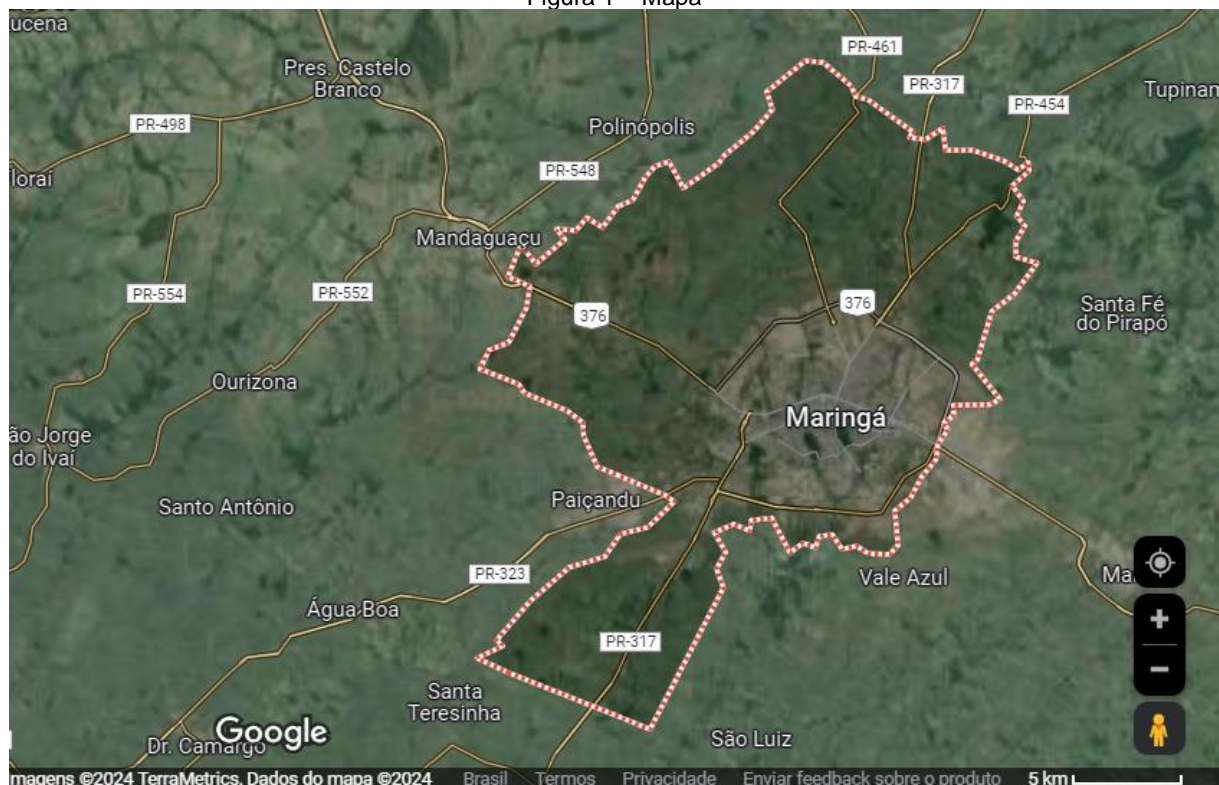 Figura 1 – Mapa
ucena
PR-461
Pres. Castelo
Branco
PR-317
PR-454
Tupinam
PR-498
Polinópolis
PR-548
loraí
Mandaguaçu
PR-554
PR-552
376
376
Santa Fé
do Pirapó
Ourizona
Maringá
ão Jorge
do Ivaí
Santo Antônio
Paiçandu
PR-323
Vale Azul
Ma
Água Boa
PR-317
Santa
Teresinha
São Luiz
Dr. Camargo
Google
magens ©2024 TerraMetrics, Dados do mapa ©2024 Brasil Termos Privacidade Enviar feedback sobre o produto 5 km